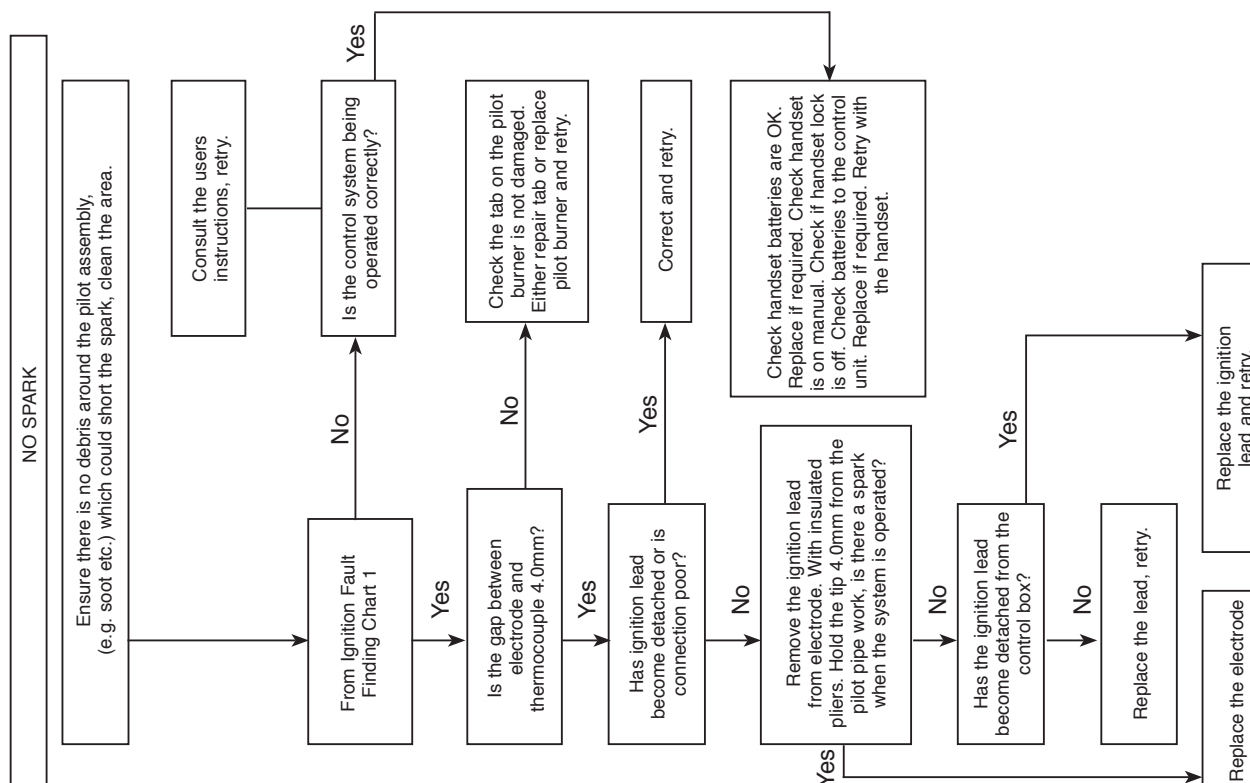 NO SPARK
Ensure there is no debris around the pilot assembly,
(e.g. soot etc.) which could short the spark, clean the area.
Consult the users
instructions, retry.
Is the control system being
operated correctly?
Yes
From Ignition Fault
Finding Chart 1
No
Yes
Is the gap between
electrode and
thermocouple 4.0mm?
No
Check the tab on the pilot
burner is not damaged.
Either repair tab or replace
pilot burner and retry.
Yes
Has ignition lead
become detached or is
connection poor?
Yes
Correct and retry.
No
Remove the ignition lead
from electrode. With insulated
pliers. Hold the tip 4.0mm from the
pilot pipe work, is there a spark
when the system is operated?
Check handset batteries are OK.
Replace if required. Check handset
is on manual. Check if handset lock
is off. Check batteries to the control
unit. Replace if required. Retry with
the handset.
No
Yes
Has the ignition lead
become detached from the
control box?
Yes
No
Replace the lead, retry.
Replace the ignition
lead and retry.
Replace the electrode